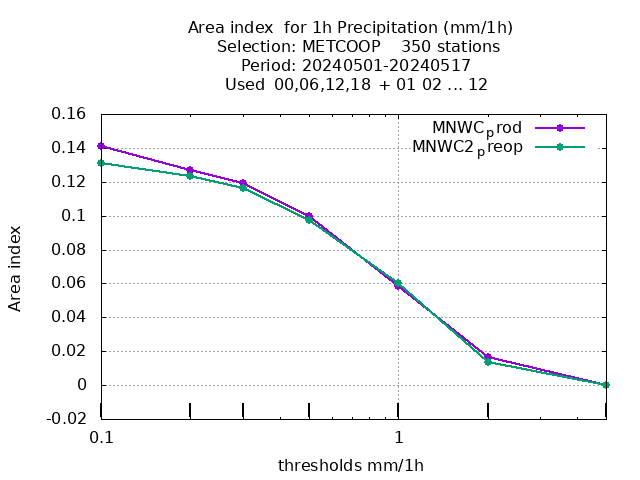 Area index  for 1h Precipitation (mm/1h)
Selection: METCOOP    350 stations
Period: 20240501-20240517
Used  00,06,12,18 + 01 02 ... 12
0.16
0.14
0.12
0.1
0.08
0.06
0.04
0.02
0
-0.02
MNWCprod
MNWC2preop
Area index
0.1
1
thresholds mm/1h